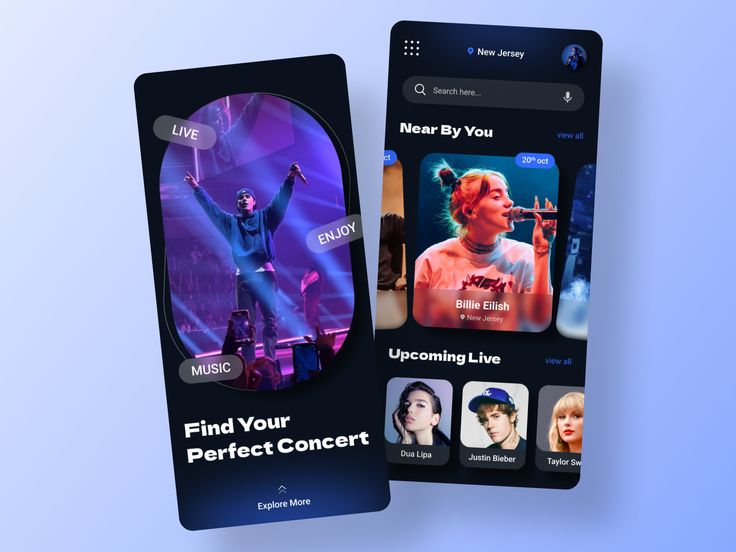 LIVE
ENJOY
MUSIC
Find Your
Perfect Concert
Explore More
New Jersey
Search here...
Near By You
view all
ct
20th oct
Billie Eilish
New Jersey
Upcoming Live
view all
Dua Lipa
Justin Bieber
Taylor Sw